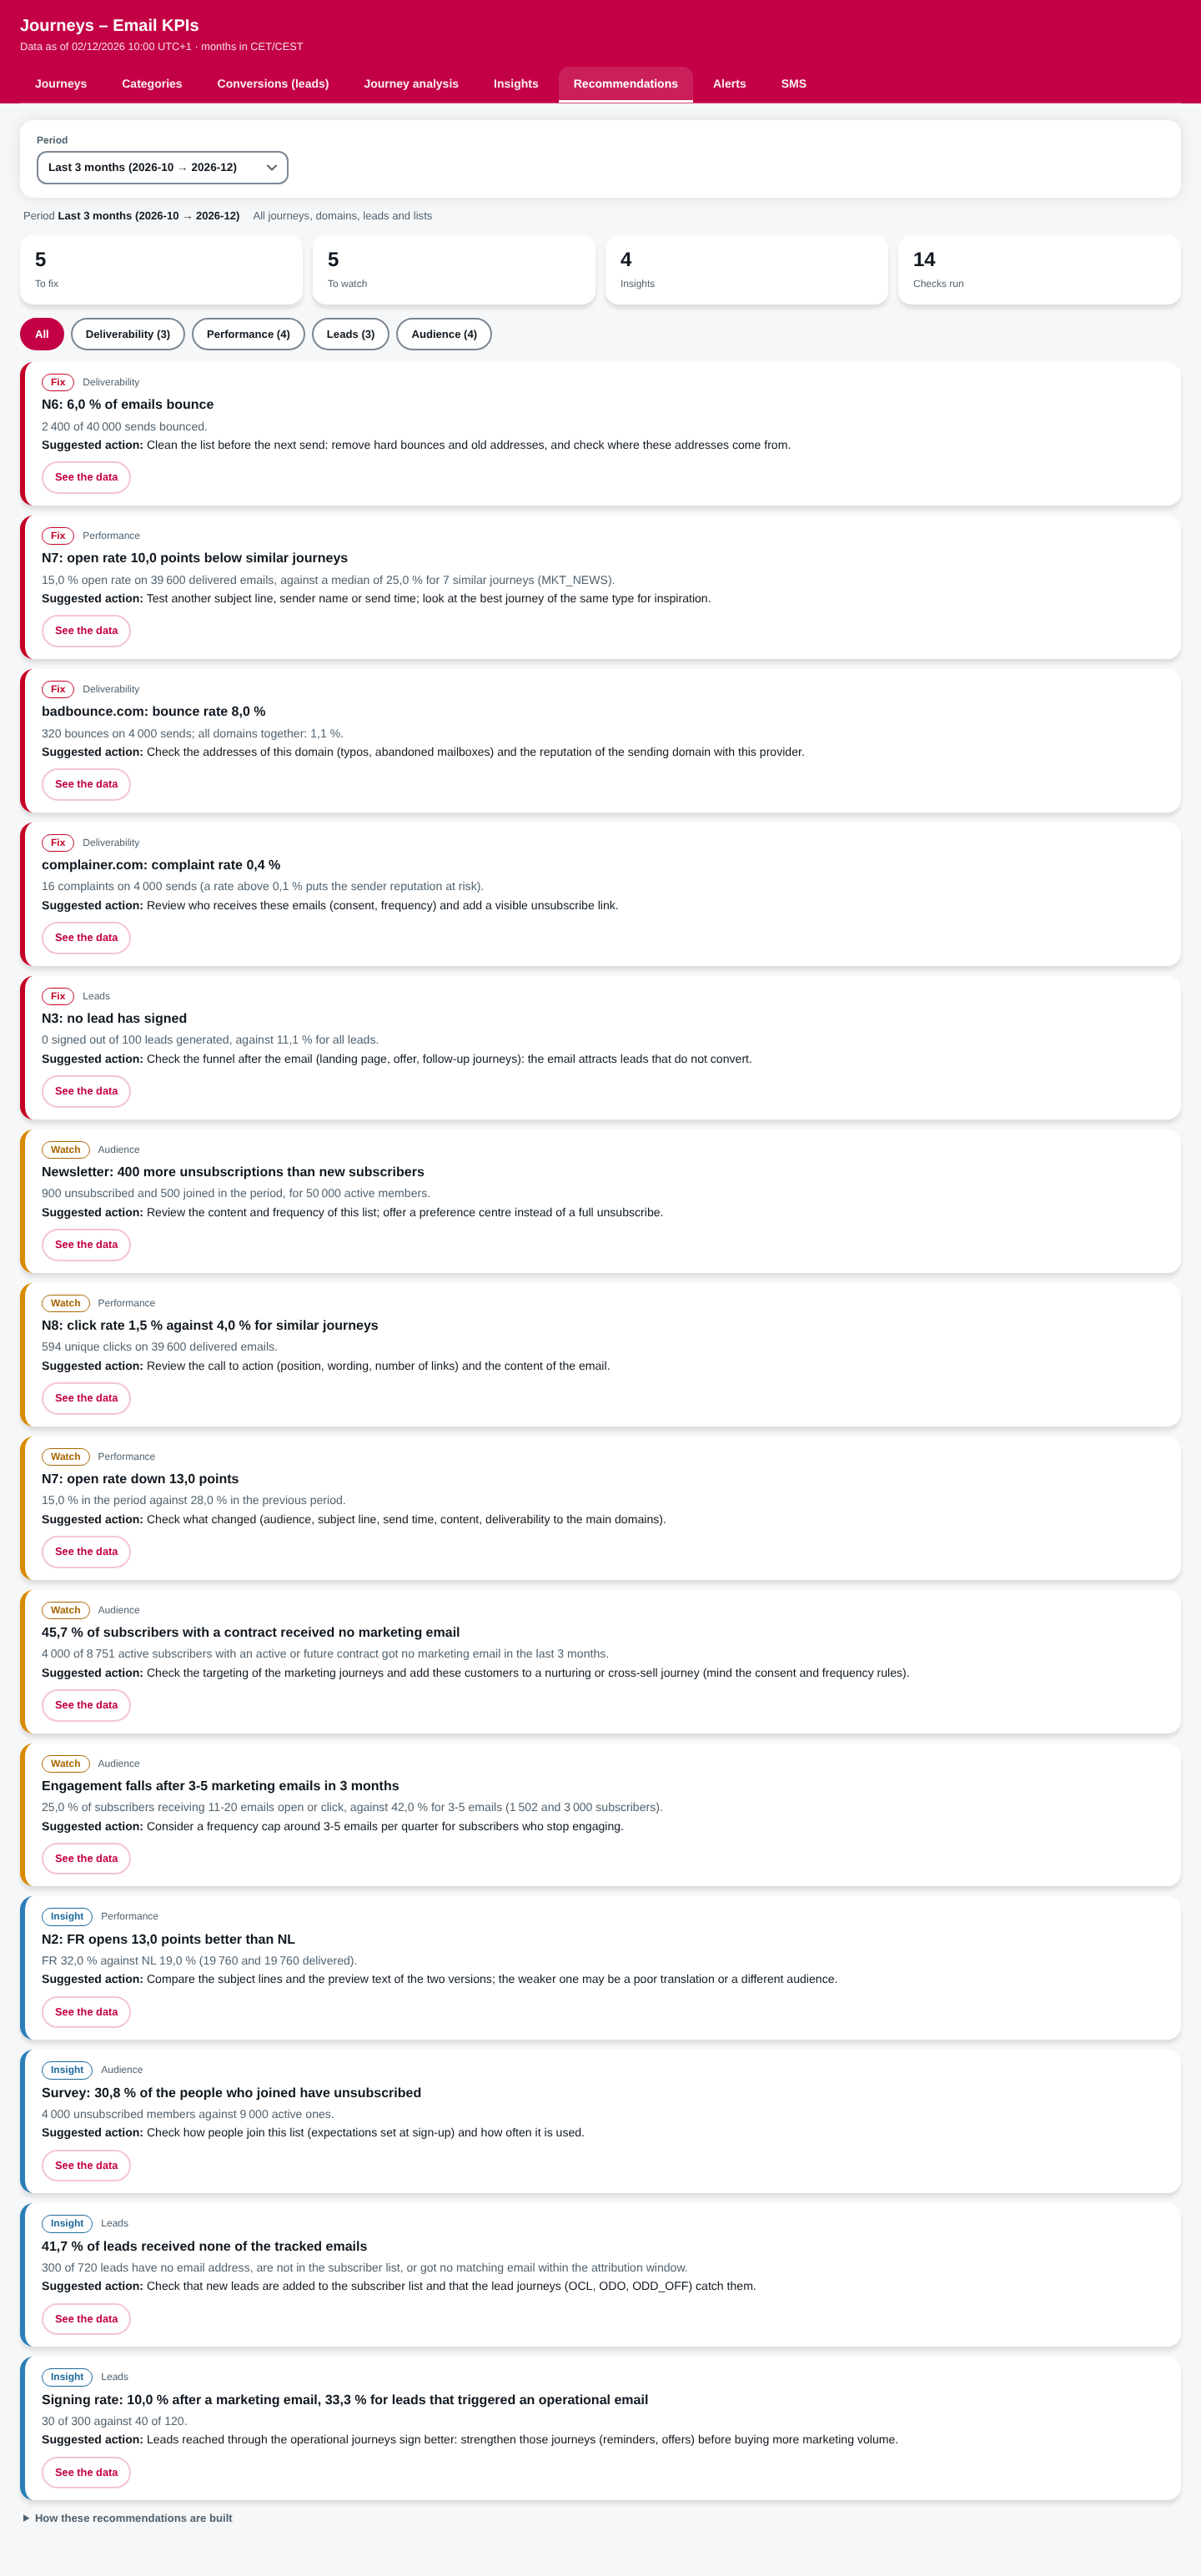 Journeys – Email KPIs
Data as of 02/12/2026 10:00 UTC+1 · months in CET/CEST
Journeys Categories Conversions (leads) Journey analysis Insights Recommendations Alerts SMS
Period
Last 3 months (2026-10 → 2026-12)
Period Last 3 months (2026-10 → 2026-12) All journeys, domains, leads and lists
5 5 4 14
To fix To watch Insights Checks run
All Deliverability (3) Performance (4) Leads (3) Audience (4)
Fix Deliverability
N6: 6,0 % of emails bounce
2 400 of 40 000 sends bounced.
Suggested action: Clean the list before the next send: remove hard bounces and old addresses, and check where these addresses come from.
See the data
Fix Performance
N7: open rate 10,0 points below similar journeys
15,0 % open rate on 39 600 delivered emails, against a median of 25,0 % for 7 similar journeys (MKT_NEWS).
Suggested action: Test another subject line, sender name or send time; look at the best journey of the same type for inspiration.
See the data
Fix Deliverability
badbounce.com: bounce rate 8,0 %
320 bounces on 4 000 sends; all domains together: 1,1 %.
Suggested action: Check the addresses of this domain (typos, abandoned mailboxes) and the reputation of the sending domain with this provider.
See the data
Fix Deliverability
complainer.com: complaint rate 0,4 %
16 complaints on 4 000 sends (a rate above 0,1 % puts the sender reputation at risk).
Suggested action: Review who receives these emails (consent, frequency) and add a visible unsubscribe link.
See the data
Fix Leads
N3: no lead has signed
0 signed out of 100 leads generated, against 11,1 % for all leads.
Suggested action: Check the funnel after the email (landing page, offer, follow-up journeys): the email attracts leads that do not convert.
See the data
Watch Audience
Newsletter: 400 more unsubscriptions than new subscribers
900 unsubscribed and 500 joined in the period, for 50 000 active members.
Suggested action: Review the content and frequency of this list; offer a preference centre instead of a full unsubscribe.
See the data
Watch Performance
N8: click rate 1,5 % against 4,0 % for similar journeys
594 unique clicks on 39 600 delivered emails.
Suggested action: Review the call to action (position, wording, number of links) and the content of the email.
See the data
Watch Performance
N7: open rate down 13,0 points
15,0 % in the period against 28,0 % in the previous period.
Suggested action: Check what changed (audience, subject line, send time, content, deliverability to the main domains).
See the data
Watch Audience
45,7 % of subscribers with a contract received no marketing email
4 000 of 8 751 active subscribers with an active or future contract got no marketing email in the last 3 months.
Suggested action: Check the targeting of the marketing journeys and add these customers to a nurturing or cross-sell journey (mind the consent and frequency rules).
See the data
Watch Audience
Engagement falls after 3-5 marketing emails in 3 months
25,0 % of subscribers receiving 11-20 emails open or click, against 42,0 % for 3-5 emails (1 502 and 3 000 subscribers).
Suggested action: Consider a frequency cap around 3-5 emails per quarter for subscribers who stop engaging.
See the data
Insight Performance
N2: FR opens 13,0 points better than NL
FR 32,0 % against NL 19,0 % (19 760 and 19 760 delivered).
Suggested action: Compare the subject lines and the preview text of the two versions; the weaker one may be a poor translation or a different audience.
See the data
Insight Audience
Survey: 30,8 % of the people who joined have unsubscribed
4 000 unsubscribed members against 9 000 active ones.
Suggested action: Check how people join this list (expectations set at sign-up) and how often it is used.
See the data
Insight Leads
41,7 % of leads received none of the tracked emails
300 of 720 leads have no email address, are not in the subscriber list, or got no matching email within the attribution window.
Suggested action: Check that new leads are added to the subscriber list and that the lead journeys (OCL, ODO, ODD_OFF) catch them.
See the data
Insight Leads
Signing rate: 10,0 % after a marketing email, 33,3 % for leads that triggered an operational email
30 of 300 against 40 of 120.
Suggested action: Leads reached through the operational journeys sign better: strengthen those journeys (reminders, offers) before buying more marketing volume.
See the data
How these recommendations are built